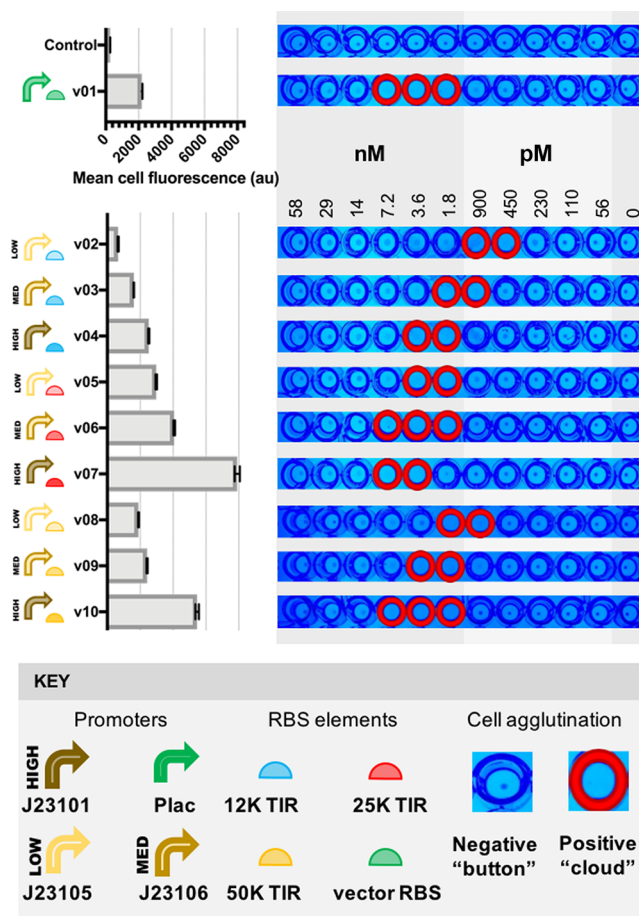 Control
v01
0
2000
4000
6000
8000
Mean cell fluorescence (au)
nM
pM
58
29
14
7.2
3.6
1.8
900
450
230
110
56
0
LOW
v02
MED
v03
HIGH
v04
LOW
v05
MED
v06
HIGH
v07
LOW
v08
MED
v09
HIGH
v10
KEY
Promoters
RBS elements
Cell agglutination
HIGH
J23101
Plac
12K TIR
25K TIR
LOW
J23105
MED
J23106
50K TIR
vector RBS
Negative
“button”
Positive
“cloud”